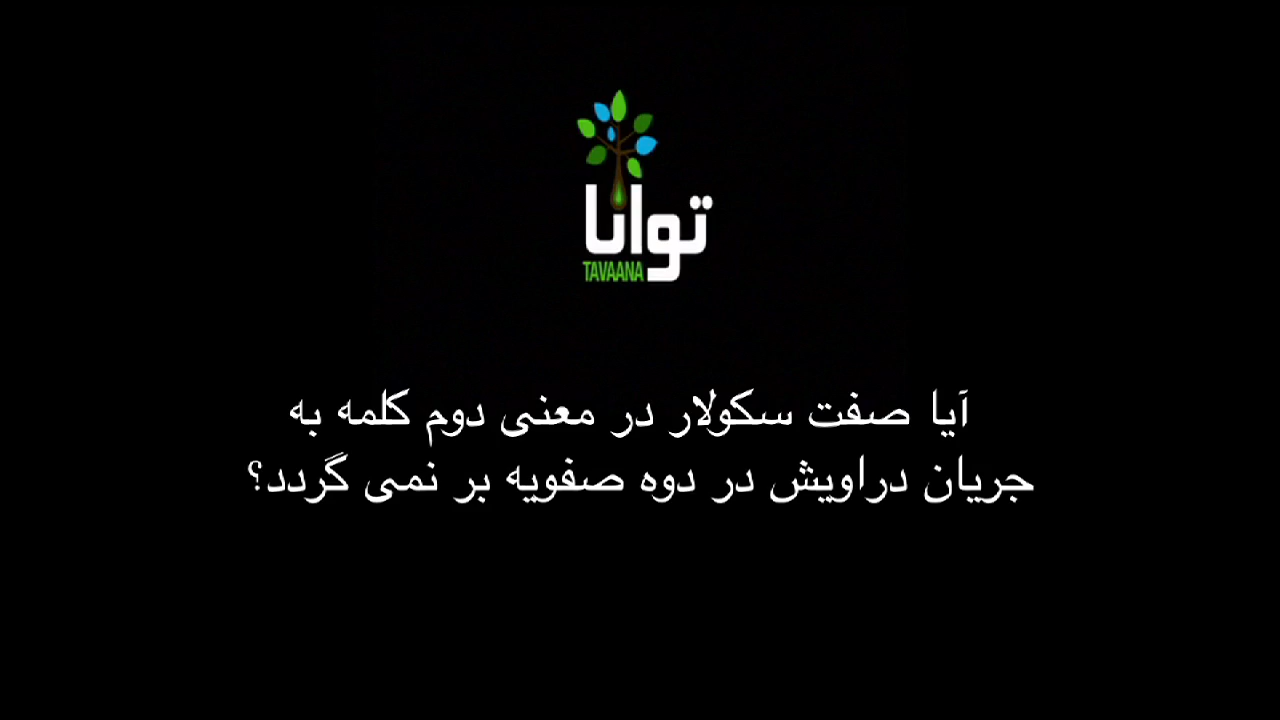 توانا
TAVAANA
آیا صفت سکولار در معنی دوم کلمه به
جریان دراویش در دوه صفویه بر نمی گردد؟